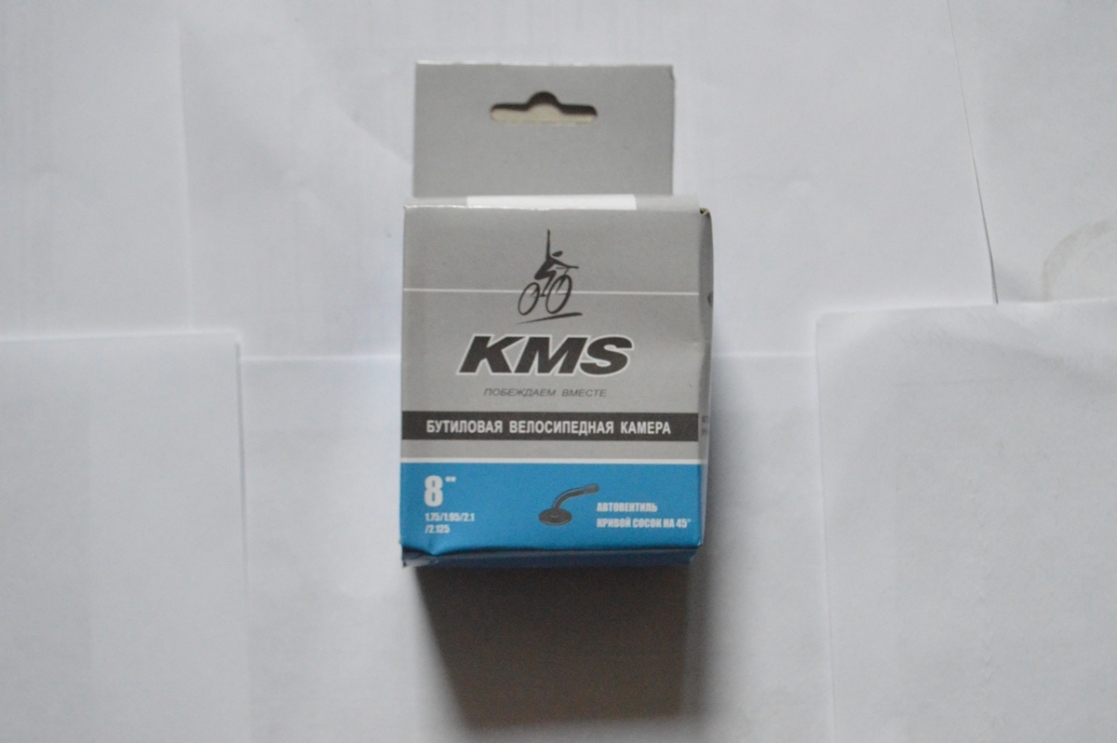 KMS
ПОБЕЖДАЕМ ВМЕСТЕ
БУТИЛОВАЯ ВЕЛОСИПЕДНАЯ КАМЕРА
8"
1.75/1.95/2.1
/2.125
АВТОВЕНТИЛЬ
КРИВОЙ СОСОК НА 45°